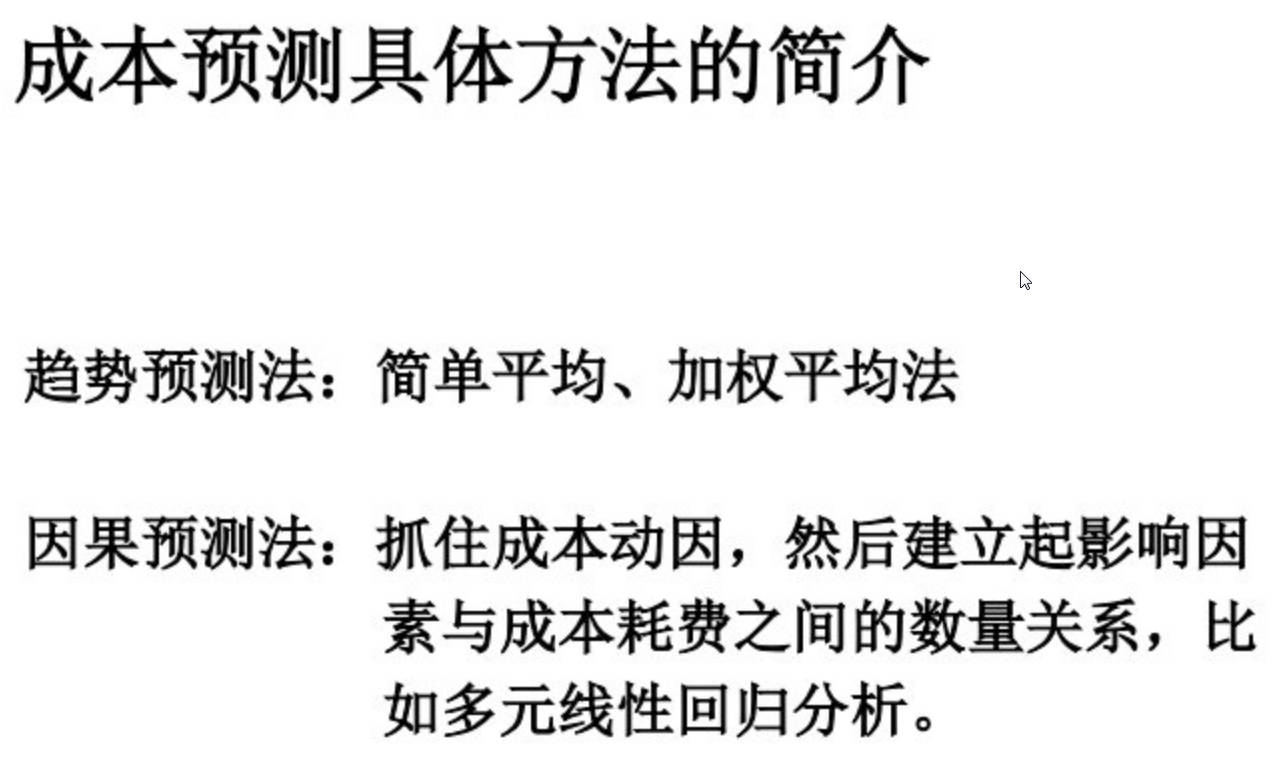 成本预测具体方法的简介
趋势预测法：简单平均、加权平均法
因果预测法：抓住成本动因，然后建立起影响因
素与成本耗费之间的数量关系，比
如多元线性回归分析。